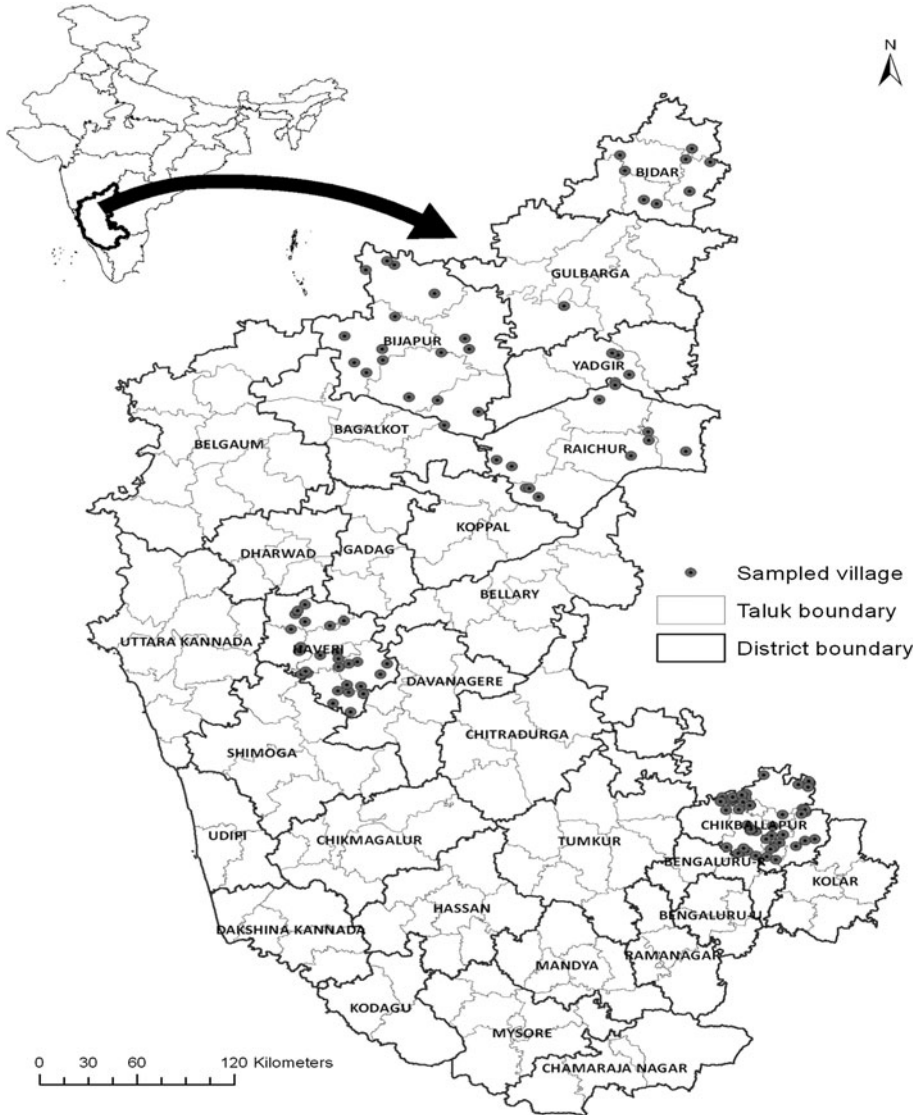 N
BIDAR
GULBARGA
BIJAPUR
YADGIR
BAGALKOT
BELGAUM
RAICHUR
KOPPAL
DHARWAD
GADAG
BELLARY
Sampled village
Taluk boundary
District boundary
UTTARA KANNADA
HAVERI
DAVANAGERE
CHITRADURGA
SHIMOGA
CHIKBALLAPUR
UDIPI
CHIKMAGALUR
TUMKUR
BENGALURU-R
KOLAR
HASSAN
BENGALURU-U
DAKSHINA KANNADA
MANDYA
RAMANAGAR
KODAGU
MYSORE
CHAMARAJA NAGAR
0 30 60 120 Kilometers